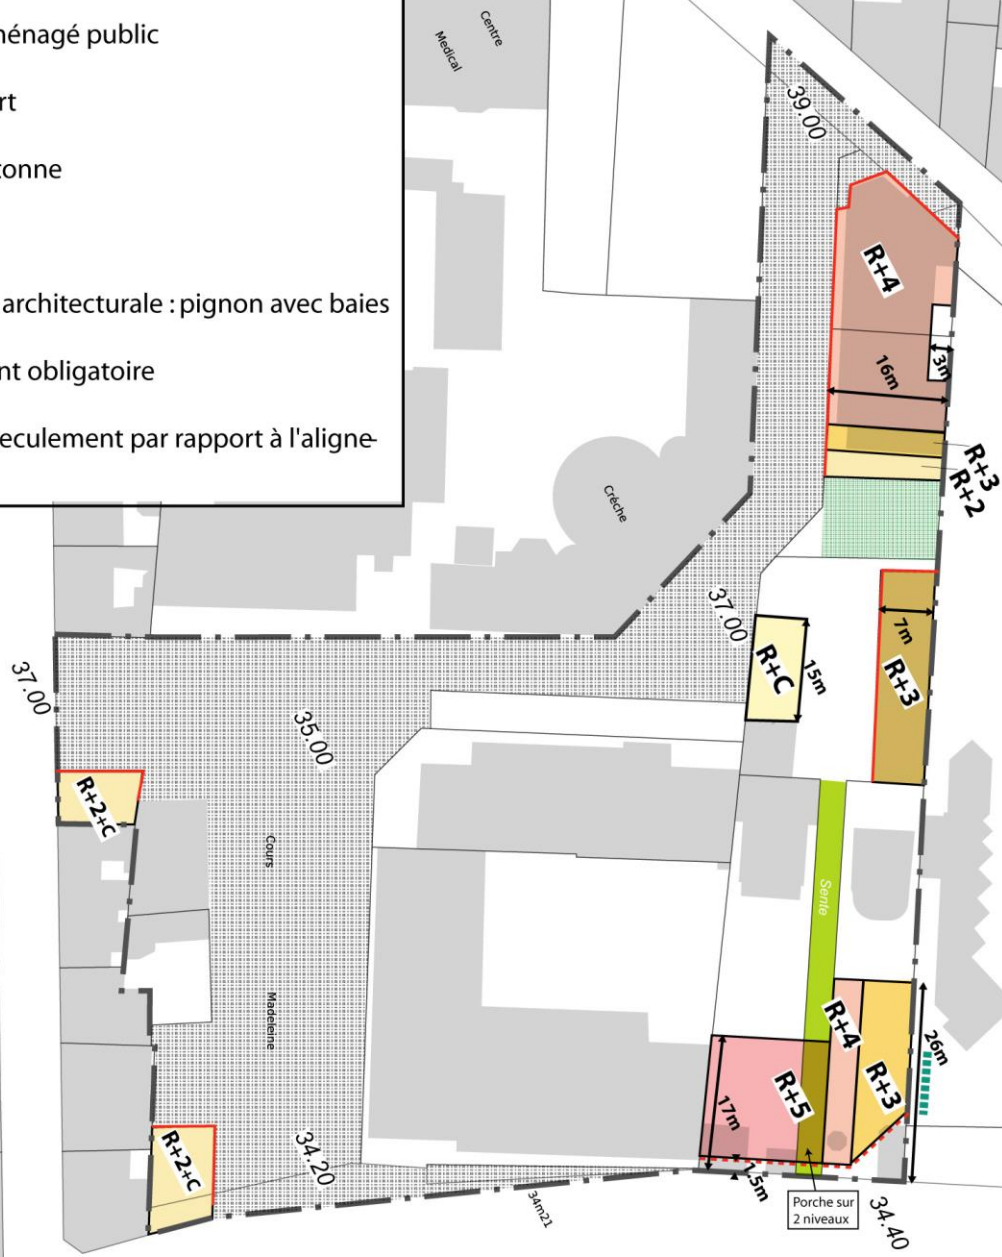 ménagé public
rt
tonne
architecturale : pignon avec baies
nt obligatoire
eculement par rapport à l'aligne-
Centre
Medical
39.00
R+4
3m
16m
R+3
R+2
Crèche
37.00
R+C
15m
7m
R+3
37.00
35.00
R+2+C
Cours
Sente
Madeleine
R+4
26m
R+3
R+5
17m
R+2+C
34.20
1,5m
34m21
Porche sur
2 niveaux
34.40